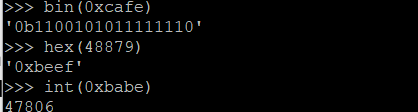 >>> bin(0xcafe)
'0b1100101011111110'
>>> hex(48879)
'0xbeef'
>>> int(0xbabe)
47806